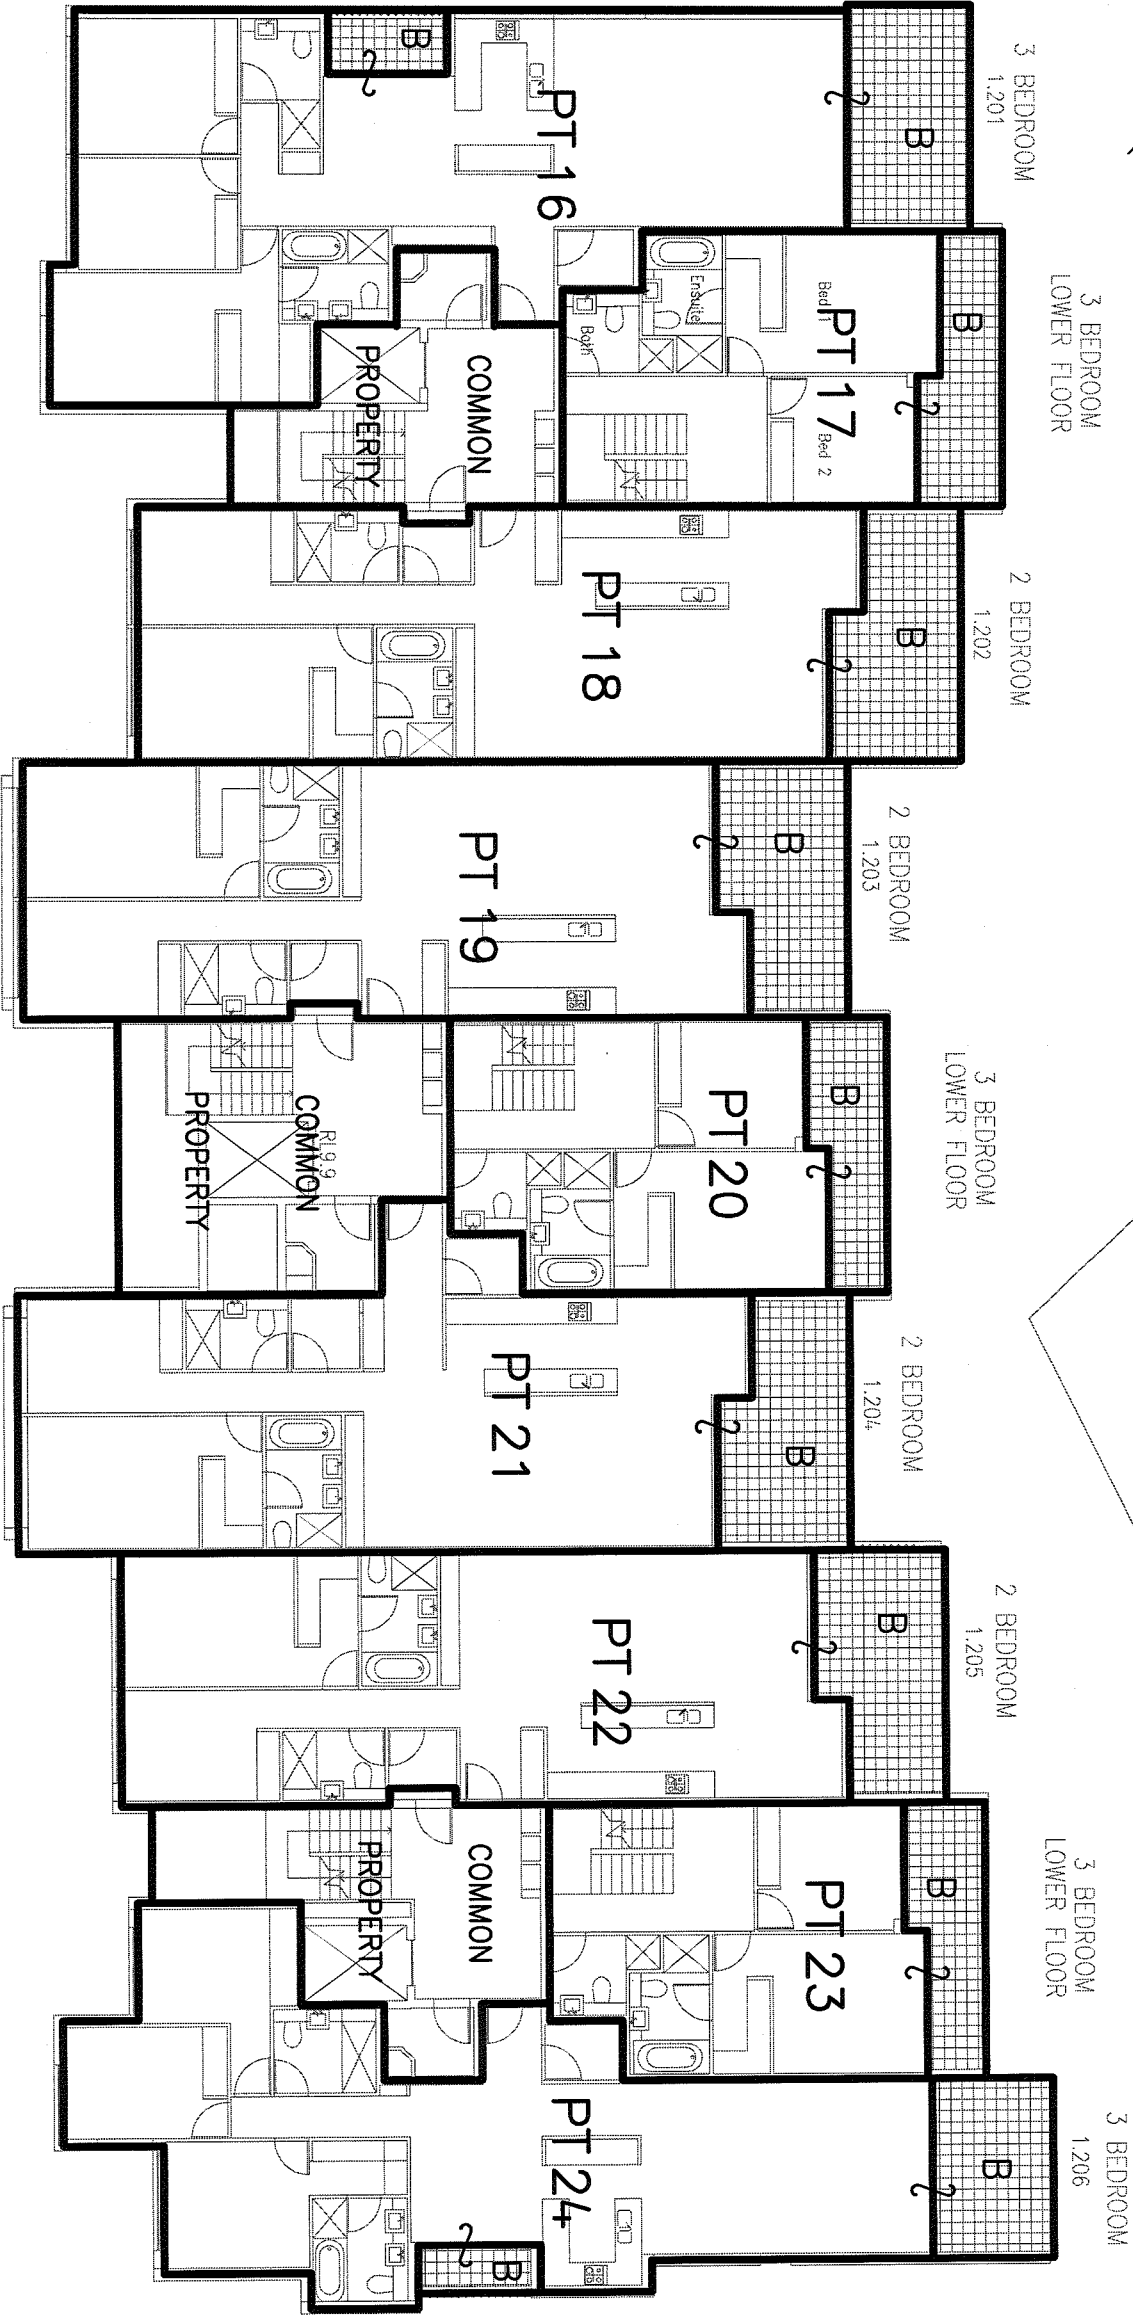 3 BEDROOM
1.201
B
B
PT 16
3 BEDROOM
LOWER FLOOR
B
Bed 1
PT 17
Bed 2
Ensuite
Bath
COMMON
PROPERTY
2 BEDROOM
1.202
B
PT 18
2 BEDROOM
1.203
B
PT 19
3 BEDROOM
LOWER FLOOR
B
PT 20
RL9.9
COMMON
PROPERTY
2 BEDROOM
1.204
B
PT 21
2 BEDROOM
1.205
B
PT 22
3 BEDROOM
LOWER FLOOR
B
PT 23
COMMON
PROPERTY
3 BEDROOM
1.206
B
PT 24
B